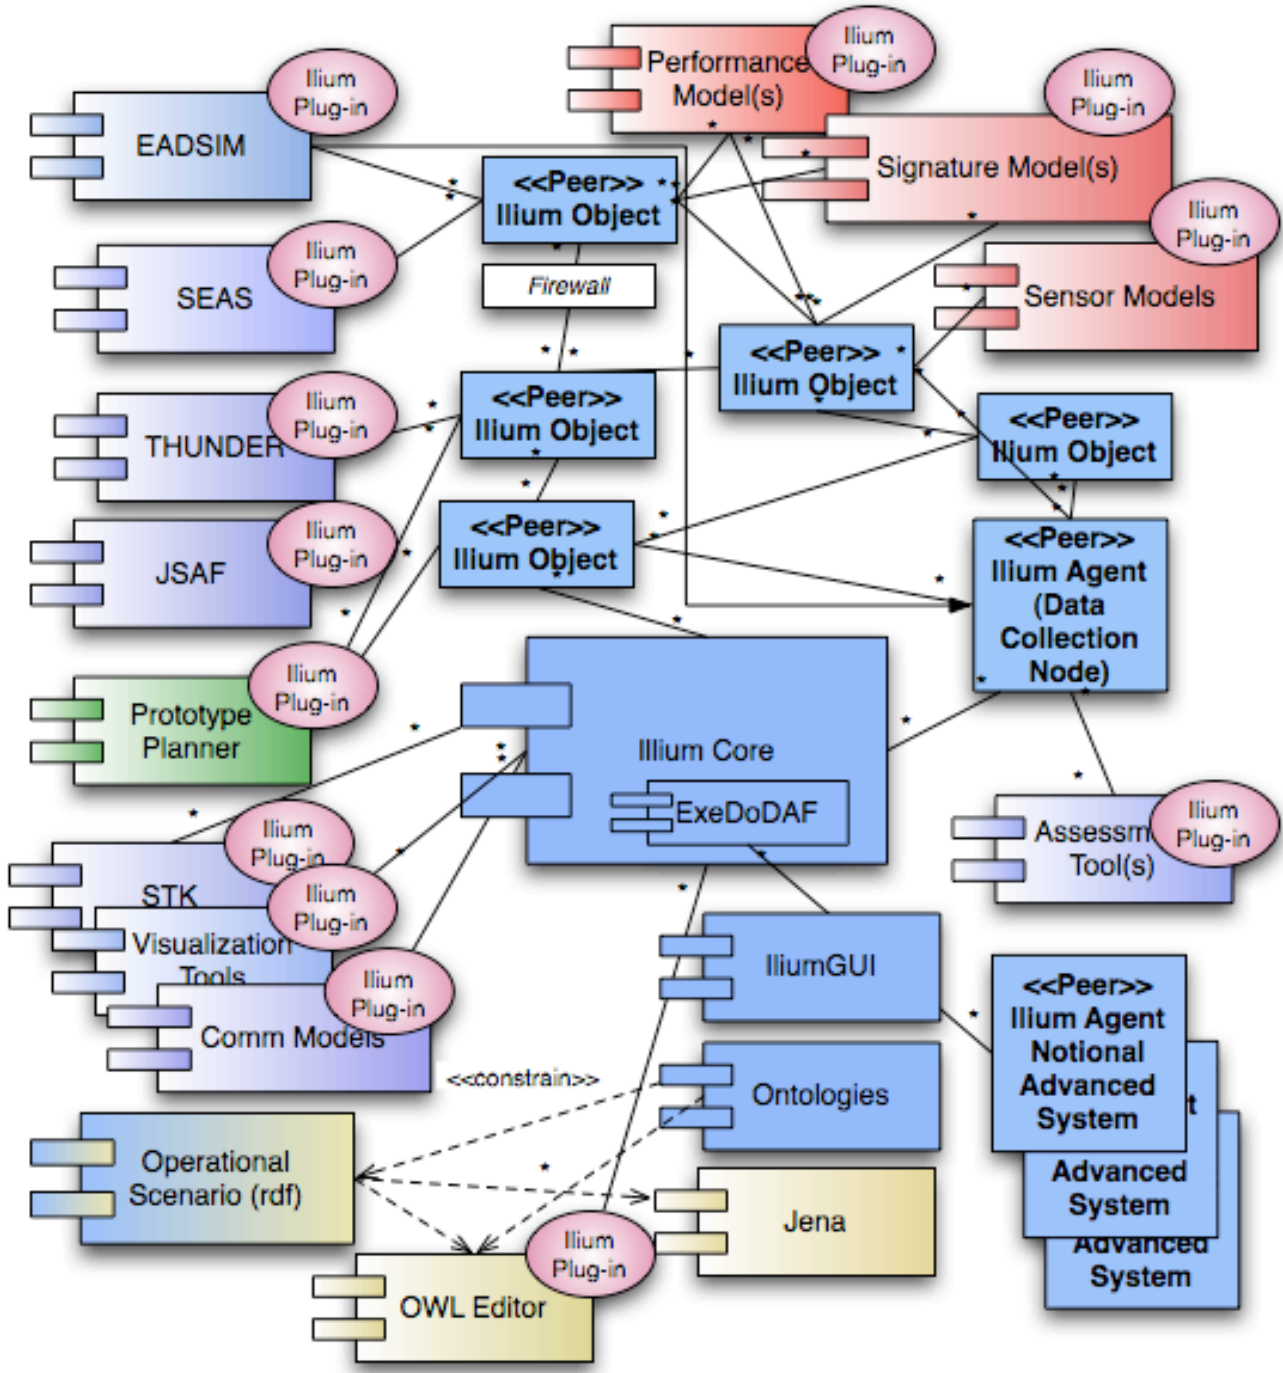 Ilium
Plug-in
Performance
Model(s)
Ilium
Plug-in
EADSIM
Ilium
Plug-in
Signature Model(s)
<<Peer>>
Ilium Object
Ilium
Plug-in
Sensor Models
Ilium
Plug-in
SEAS
Firewall
<<Peer>>
Ilium Object
<<Peer>>
Ilium Object
Ilium
Plug-in
THUNDER
<<Peer>>
Ilium Object
<<Peer>>
Ilium Object
Ilium
Plug-in
JSAF
<<Peer>>
Ilium Agent
(Data
Collection
Node)
Ilium
Plug-in
Prototype
Planner
Illium Core
ExeDoDAF
Ilium
Plug-in
Assessm
Tool(s)
Ilium
Plug-in
STK
Ilium
Plug-in
Visualization
Tools
Ilium
Plug-in
Comm Models
IliumGUI
<<Peer>>
Ilium Agent
Notional
Advanced
System
t
Advanced
System
Advanced
System
<<constrain>>
Ontologies
Operational
Scenario (rdf)
Jena
Ilium
Plug-in
OWL Editor